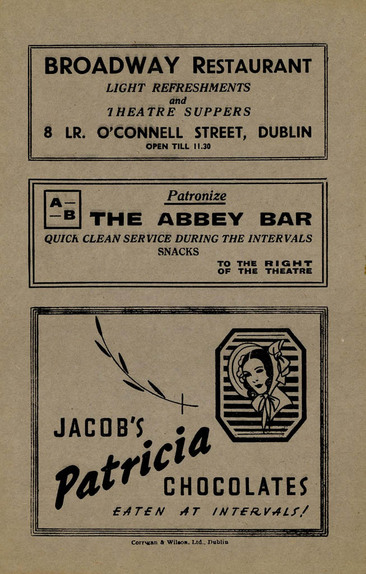 BROADWAY RESTAURANT
LIGHT REFRESHMENTS
and
THEATRE SUPPERS
8 LR. O'CONNELL STREET, DUBLIN
OPEN TILL 11.30
A–
–B
Patronize
THE ABBEY BAR
QUICK CLEAN SERVICE DURING THE INTERVALS
SNACKS
TO THE RIGHT
OF THE THEATRE
JACOB'S
Patricia
CHOCOLATES
EATEN AT INTERVALS!
Corrigan & Wilson, Ltd., Dublin